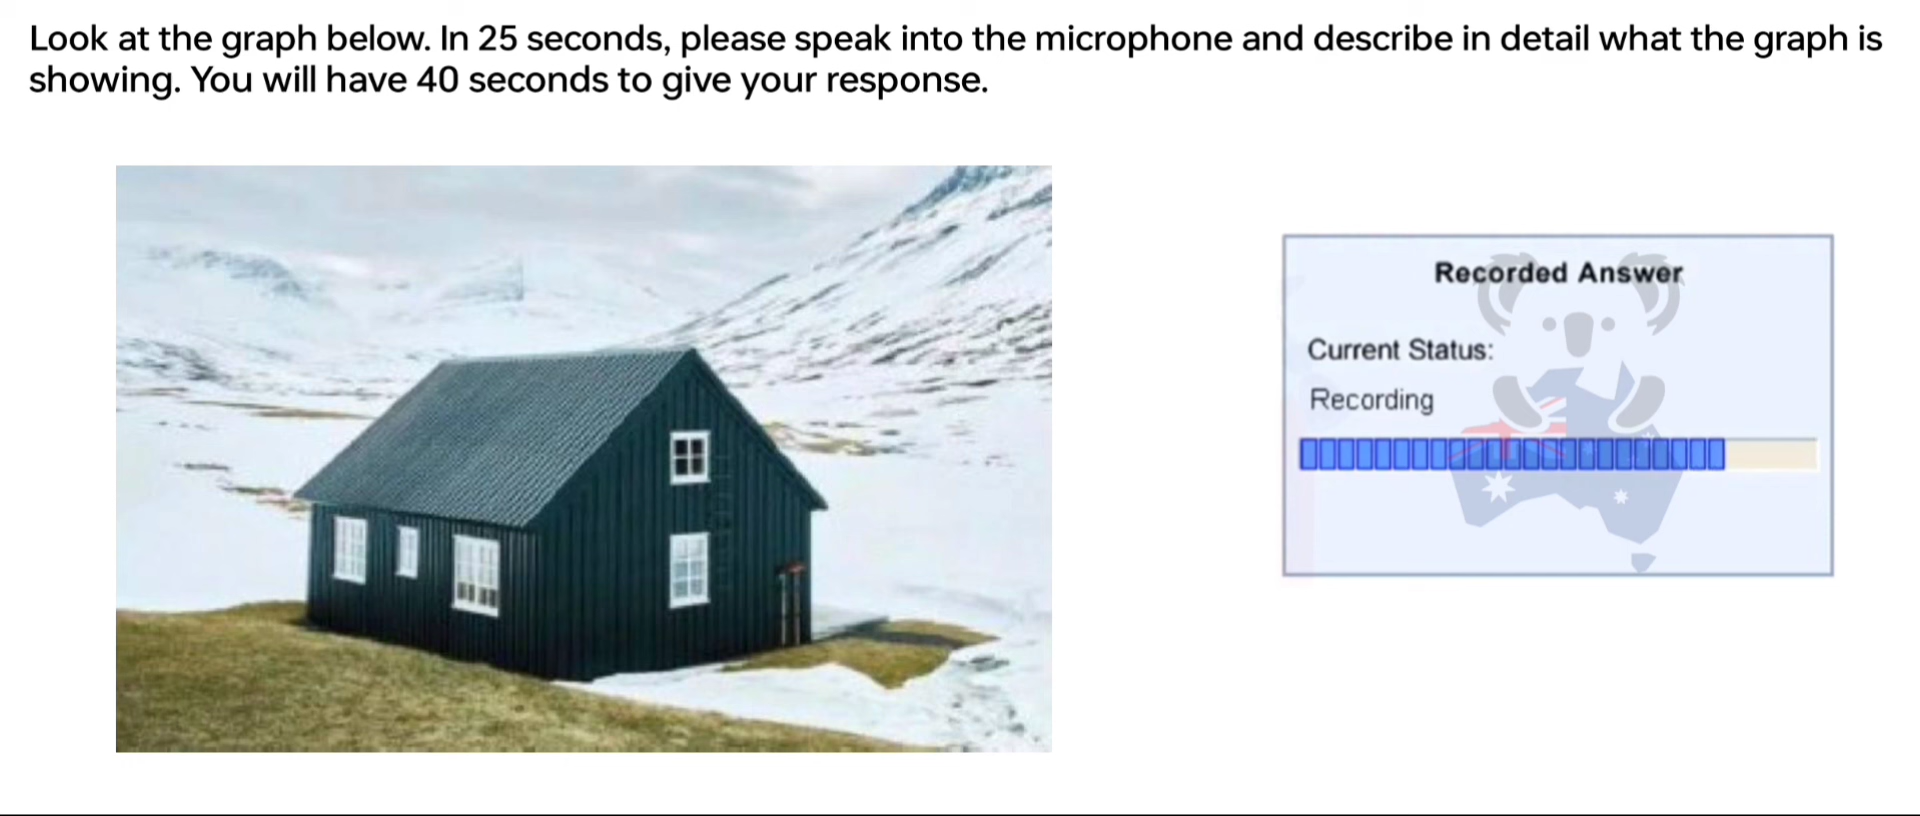 Look at the graph below. In 25 seconds, please speak into the microphone and describe in detail what the graph is
showing. You will have 40 seconds to give your response.
Recorded Answer
Current Status:
Recording